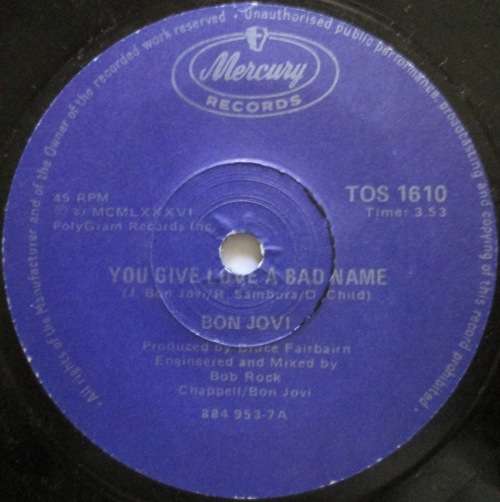 · All rights of the Manufacturer and of the Owner of the recorded work reserved · Unauthorised public performance, broadcasting and copying of this record prohibited ·
Mercury
RECORDS
45 RPM
TOS 1610
MCMLXXXVI
Timer 3.53
PolyGram Records Inc.
YOU GIVE LOVE A BAD NAME
(J. Bon Jovi/R. Sambura/D. Child)
BON JOVI
Produced by Bruce Fairbairn
Engineered and Mixed by
Bob Rock
Chappell/Bon Jovi
884 953-7A